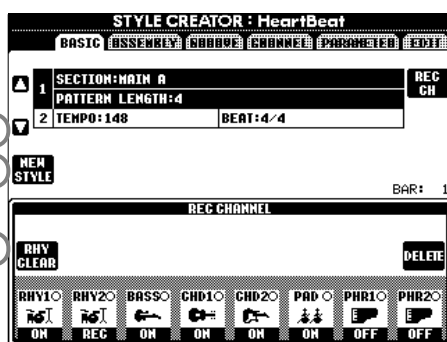 STYLE CREATOR : HeartBeat
BASIC ASSEMBLY GROOVE CHANNEL PARAMETER EDIT
1 SECTION:MAIN A
PATTERN LENGTH:4
REC CH
2 TEMPO:148 BEAT:4/4
NEW STYLE
BAR: 1
REC CHANNEL
RHY CLEAR
DELETE
RHY1 RHY2 BASS CHD1 CHD2 PAD PHR1 PHR2
ON REC ON ON ON ON OFF OFF